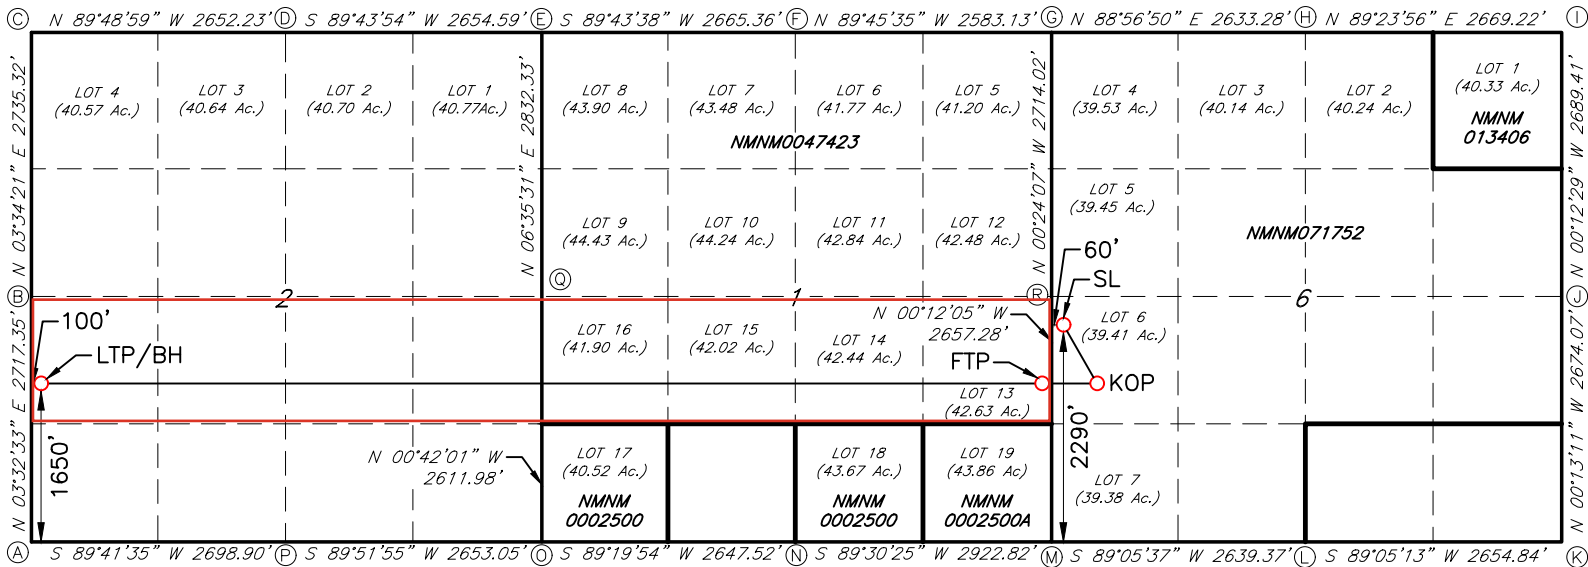 C N 89°48'59" W 2652.23' D S 89°43'54" W 2654.59' E S 89°43'38" W 2665.36' F N 89°45'35" W 2583.13' G N 88°56'50" E 2633.28' H N 89°23'56" E 2669.22' I
N 03°34'21" E 2735.32'
LOT 4
(40.57 Ac.)
LOT 3
(40.64 Ac.)
LOT 2
(40.70 Ac.)
LOT 1
(40.77Ac.)
N 06°35'31" E 2832.33'
LOT 8
(43.90 Ac.)
LOT 7
(43.48 Ac.)
LOT 6
(41.77 Ac.)
LOT 5
(41.20 Ac.)
NMNM0047423
N 00°24'07" W 2714.02'
LOT 4
(39.53 Ac.)
LOT 3
(40.14 Ac.)
LOT 2
(40.24 Ac.)
LOT 1
(40.33 Ac.)
NMNM
013406
N 00°12'29" W 2689.41'
LOT 9
(44.43 Ac.)
LOT 10
(44.24 Ac.)
LOT 11
(42.84 Ac.)
LOT 12
(42.48 Ac.)
LOT 5
(39.45 Ac.)
NMNM071752
60'
SL
Q
B
2
1
R
6
J
N 03°32'33" E 2717.35'
100'
LTP/BH
LOT 16
(41.90 Ac.)
LOT 15
(42.02 Ac.)
LOT 14
(42.44 Ac.)
N 00°12'05" W
2657.28'
LOT 6
(39.41 Ac.)
FTP
KOP
LOT 13
(42.63 Ac.)
N 00°13'11" W 2674.07'
1650'
N 00°42'01" W
2611.98'
LOT 17
(40.52 Ac.)
NMNM
0002500
LOT 18
(43.67 Ac.)
NMNM
0002500
LOT 19
(43.86 Ac.)
NMNM
0002500A
2290'
LOT 7
(39.38 Ac.)
A S 89°41'35" W 2698.90' P S 89°51'55" W 2653.05' O S 89°19'54" W 2647.52' N S 89°30'25" W 2922.82' M S 89°05'37" W 2639.37' L S 89°05'13" W 2654.84' K